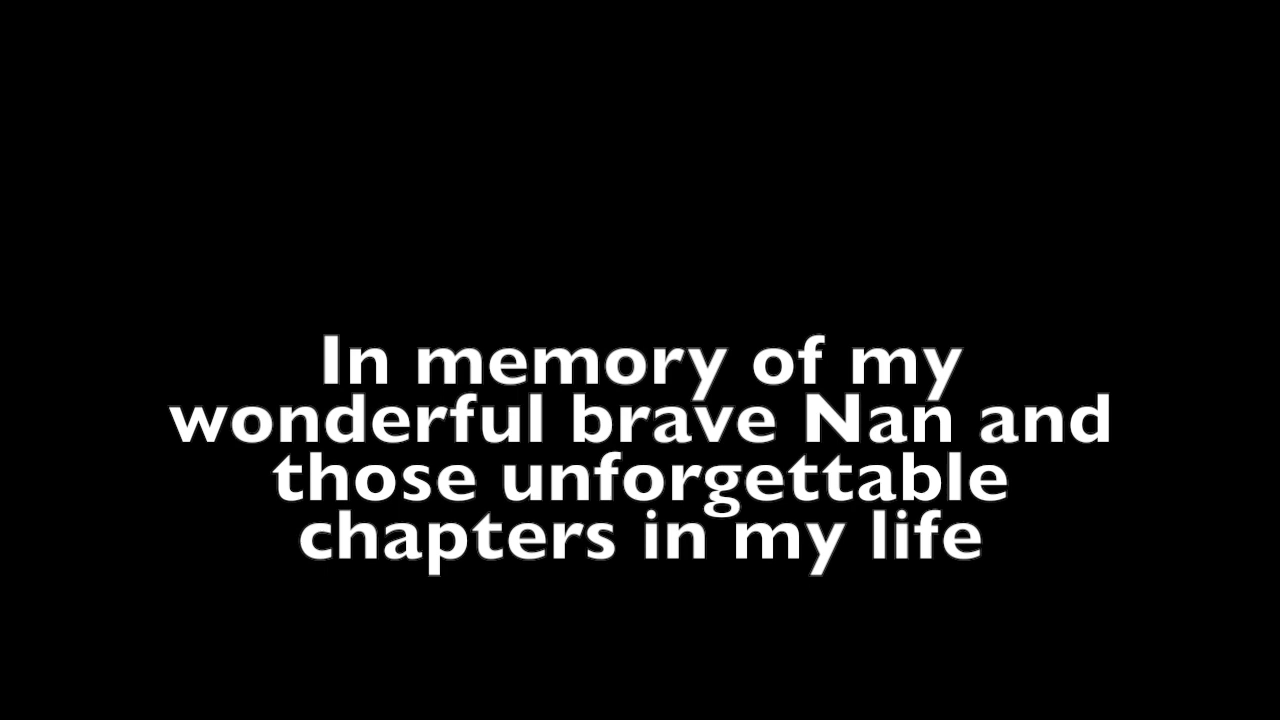 In memory of my
wonderful brave Nan and
those unforgettable
chapters in my life